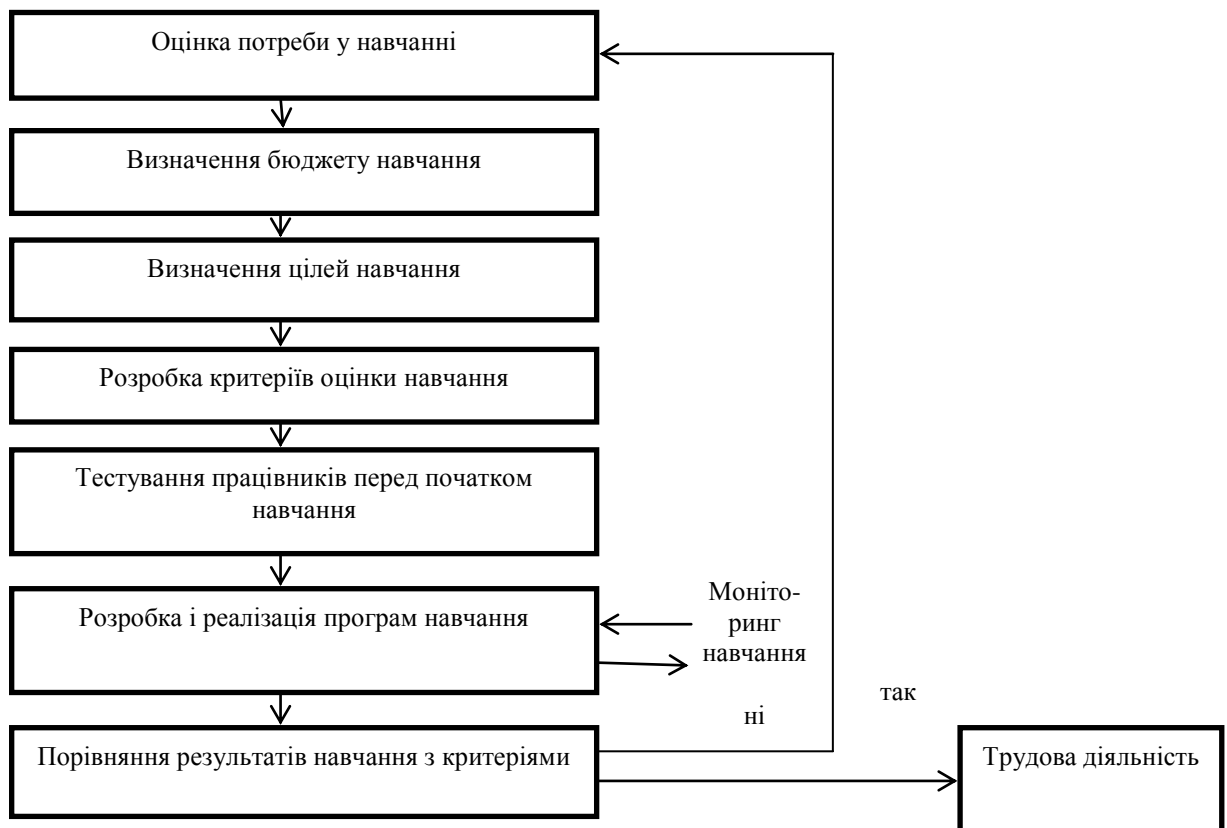 Оцінка потреби у навчанні
Визначення бюджету навчання
Визначення цілей навчання
Розробка критеріїв оцінки навчання
Тестування працівників перед початком
навчання
Розробка і реалізація програм навчання
Моніто-
ринг
навчання
так
ні
Порівняння результатів навчання з критеріями
Трудова діяльність